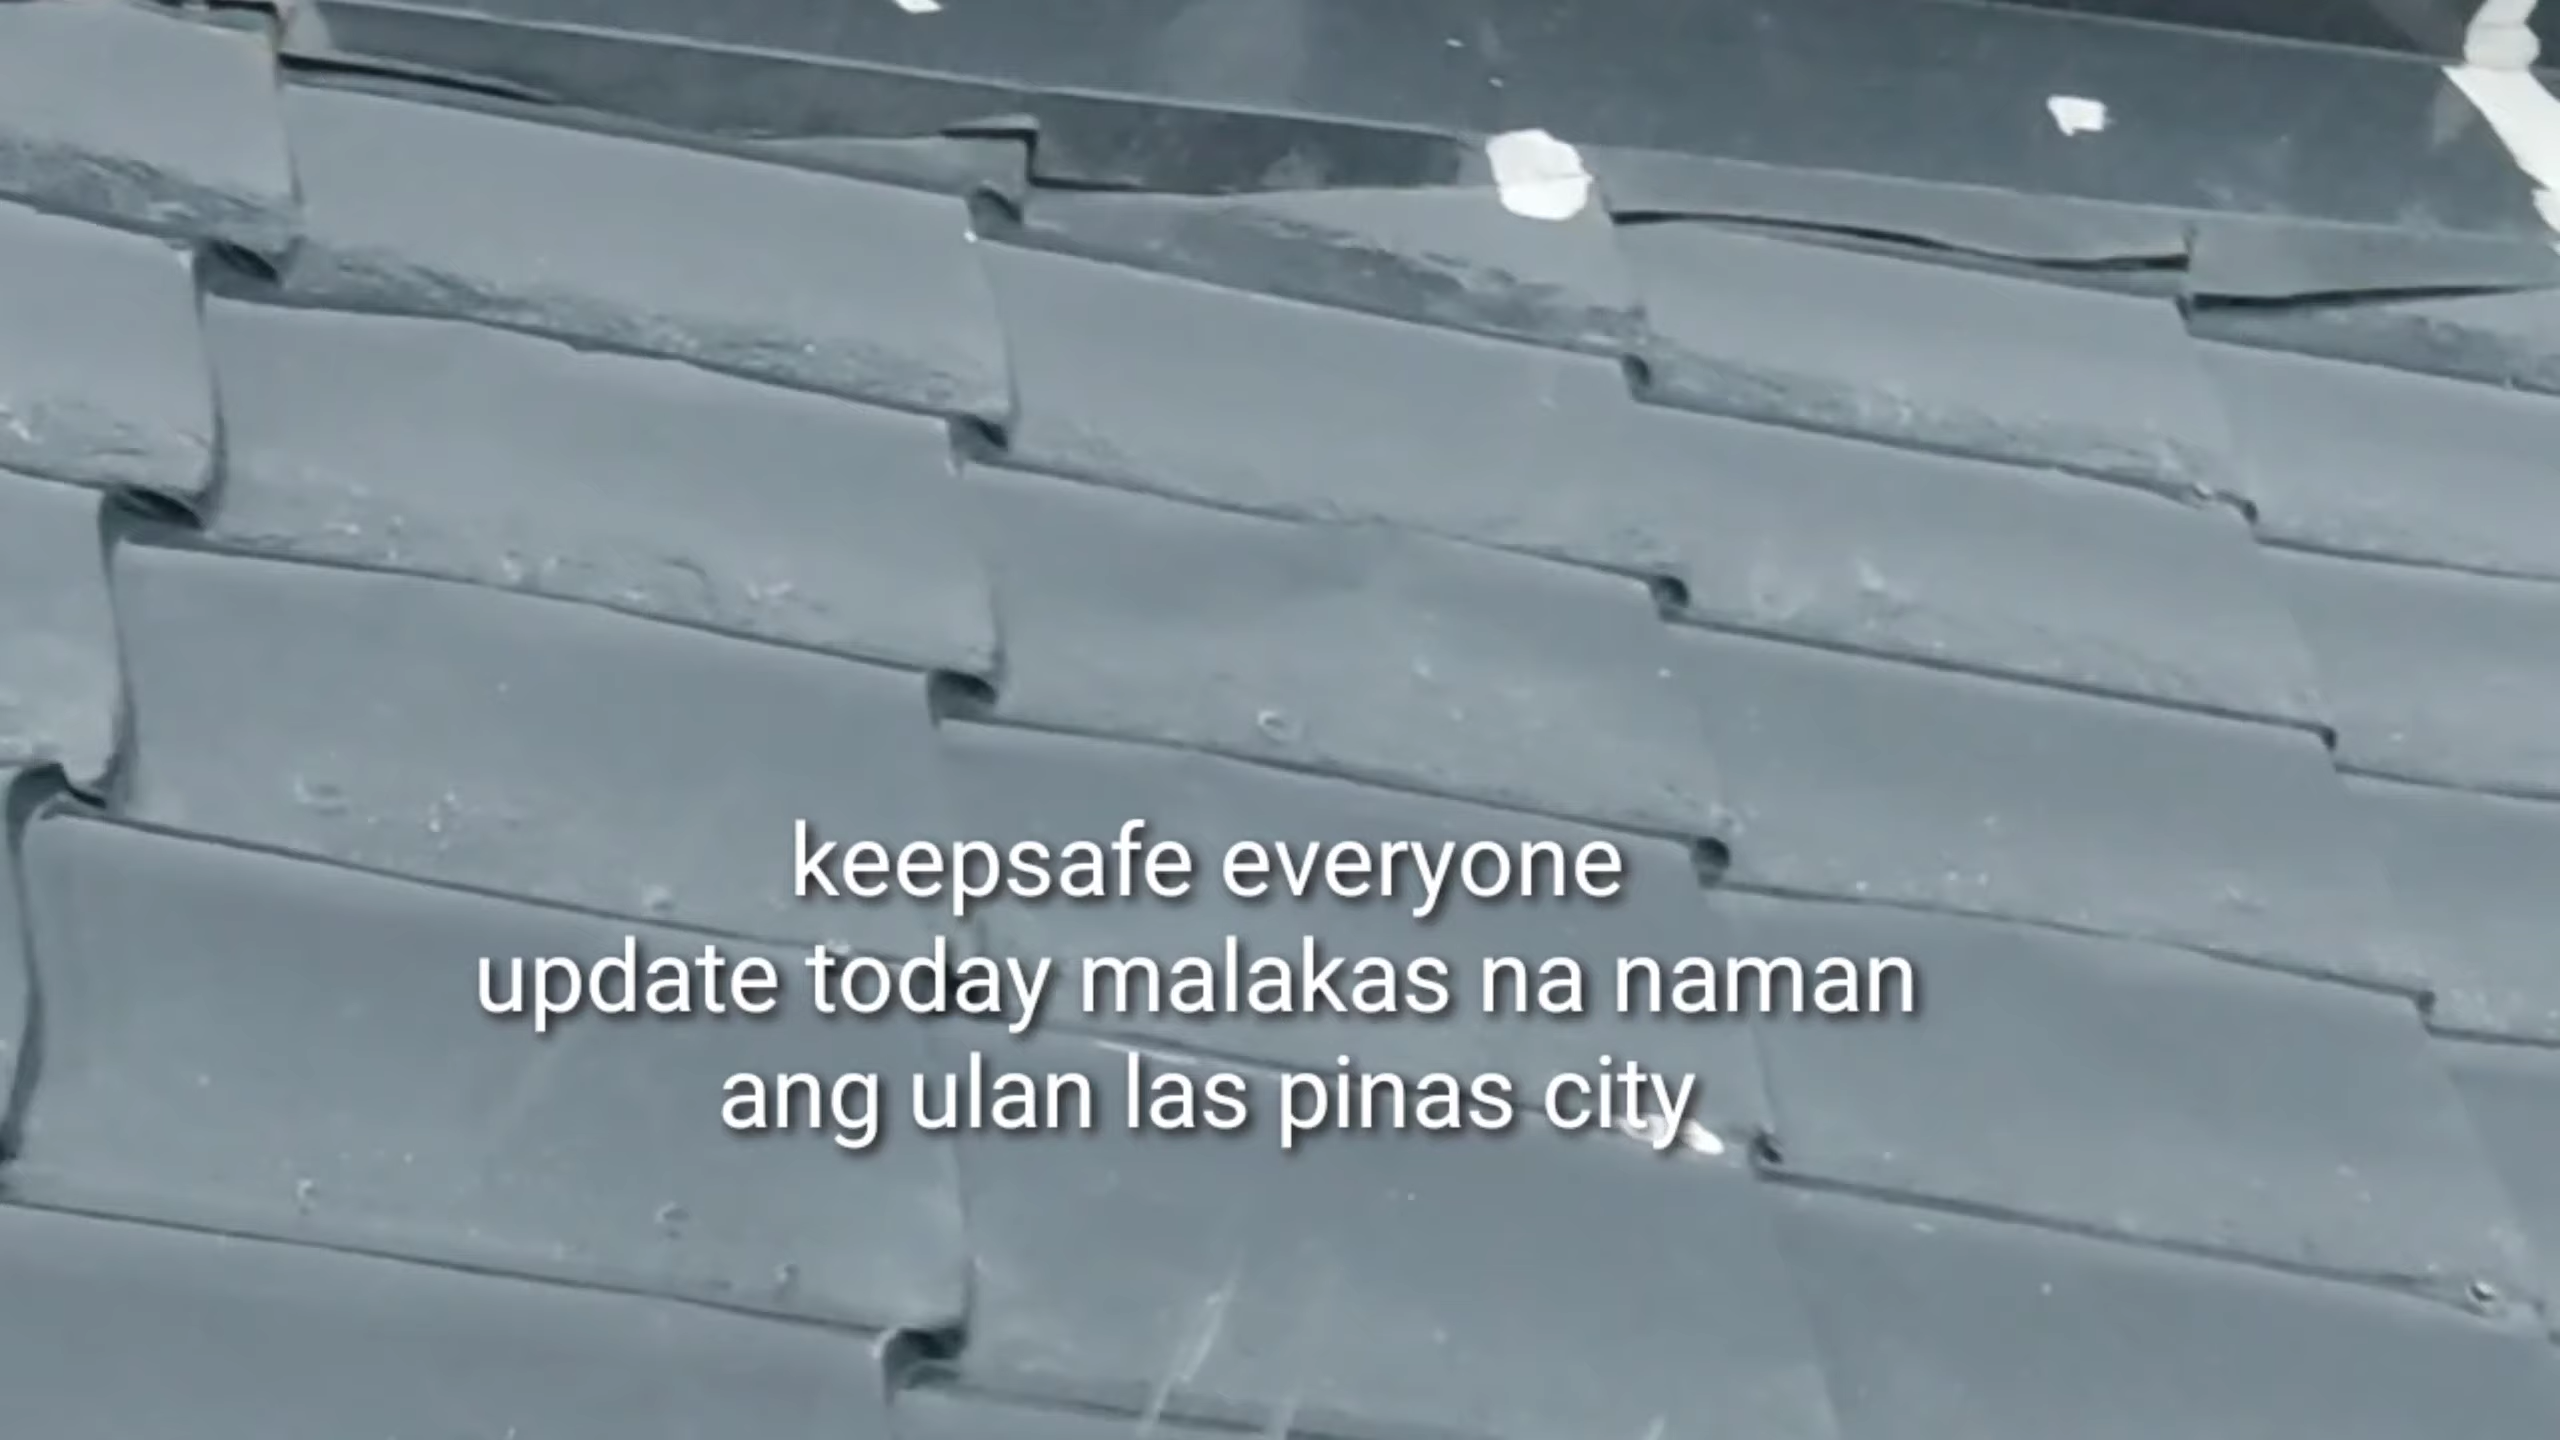 keepsafe everyone
update today malakas na naman
ang ulan las pinas city